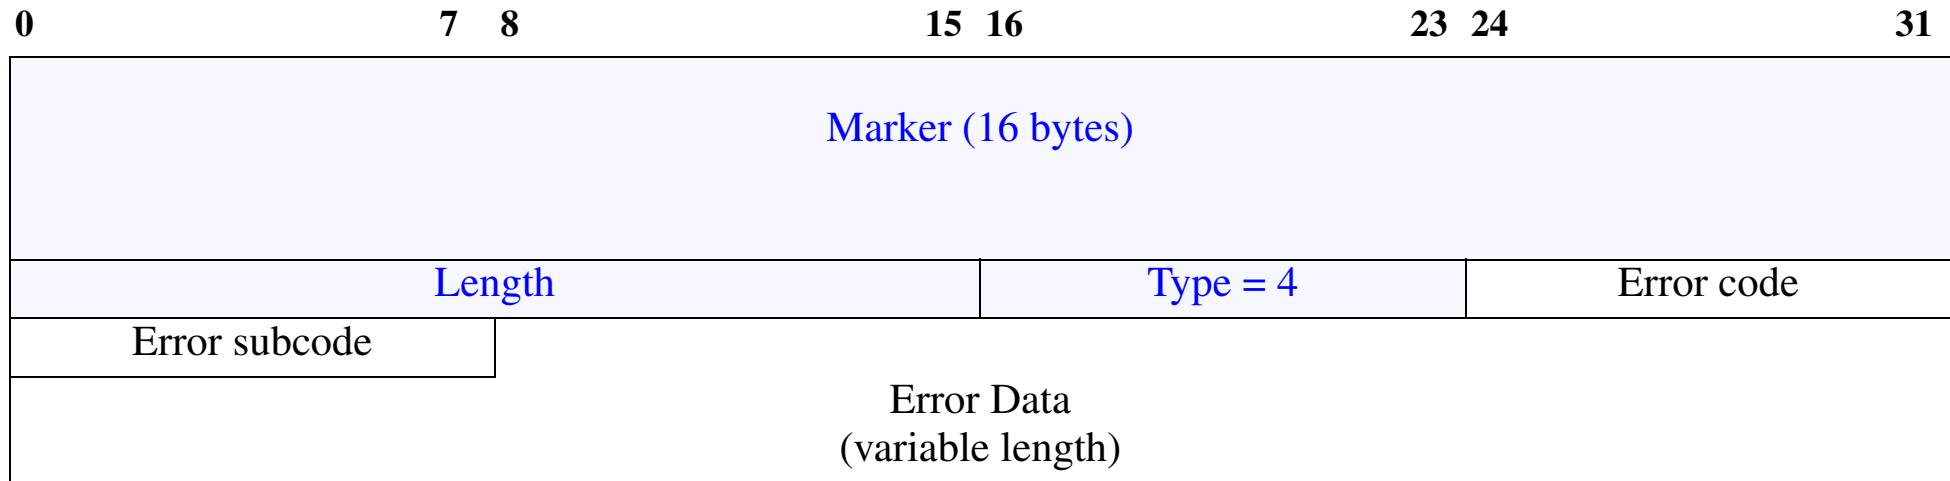 0 7 8 15 16 23 24 31
Marker (16 bytes)
Length Type = 4 Error code
Error subcode
Error Data
(variable length)